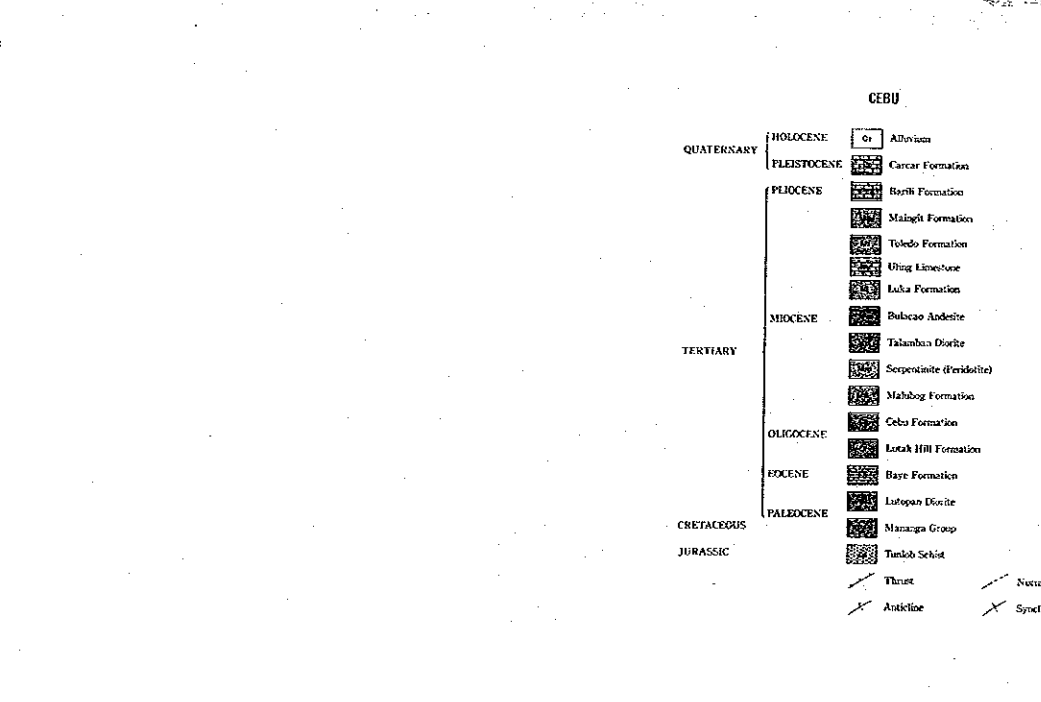 CEBU
HOLOCENE Qr Alluvium
QUATERNARY
PLEISTOCENE Carcar Formation
PLIOCENE Barili Formation
Maingit Formation
Toledo Formation
Uling Limestone
Luka Formation
MIOCENE Bulacao Andesite
Talamban Diorite
TERTIARY
Serpentinite (Peridotite)
Malubog Formation
Cebu Formation
OLIGOCENE
Lutak Hill Formation
EOCENE Baye Formation
Lutopan Diorite
PALEOCENE
CRETACEOUS Mananga Group
JURASSIC Tunlob Schist
Thrust
Anticline